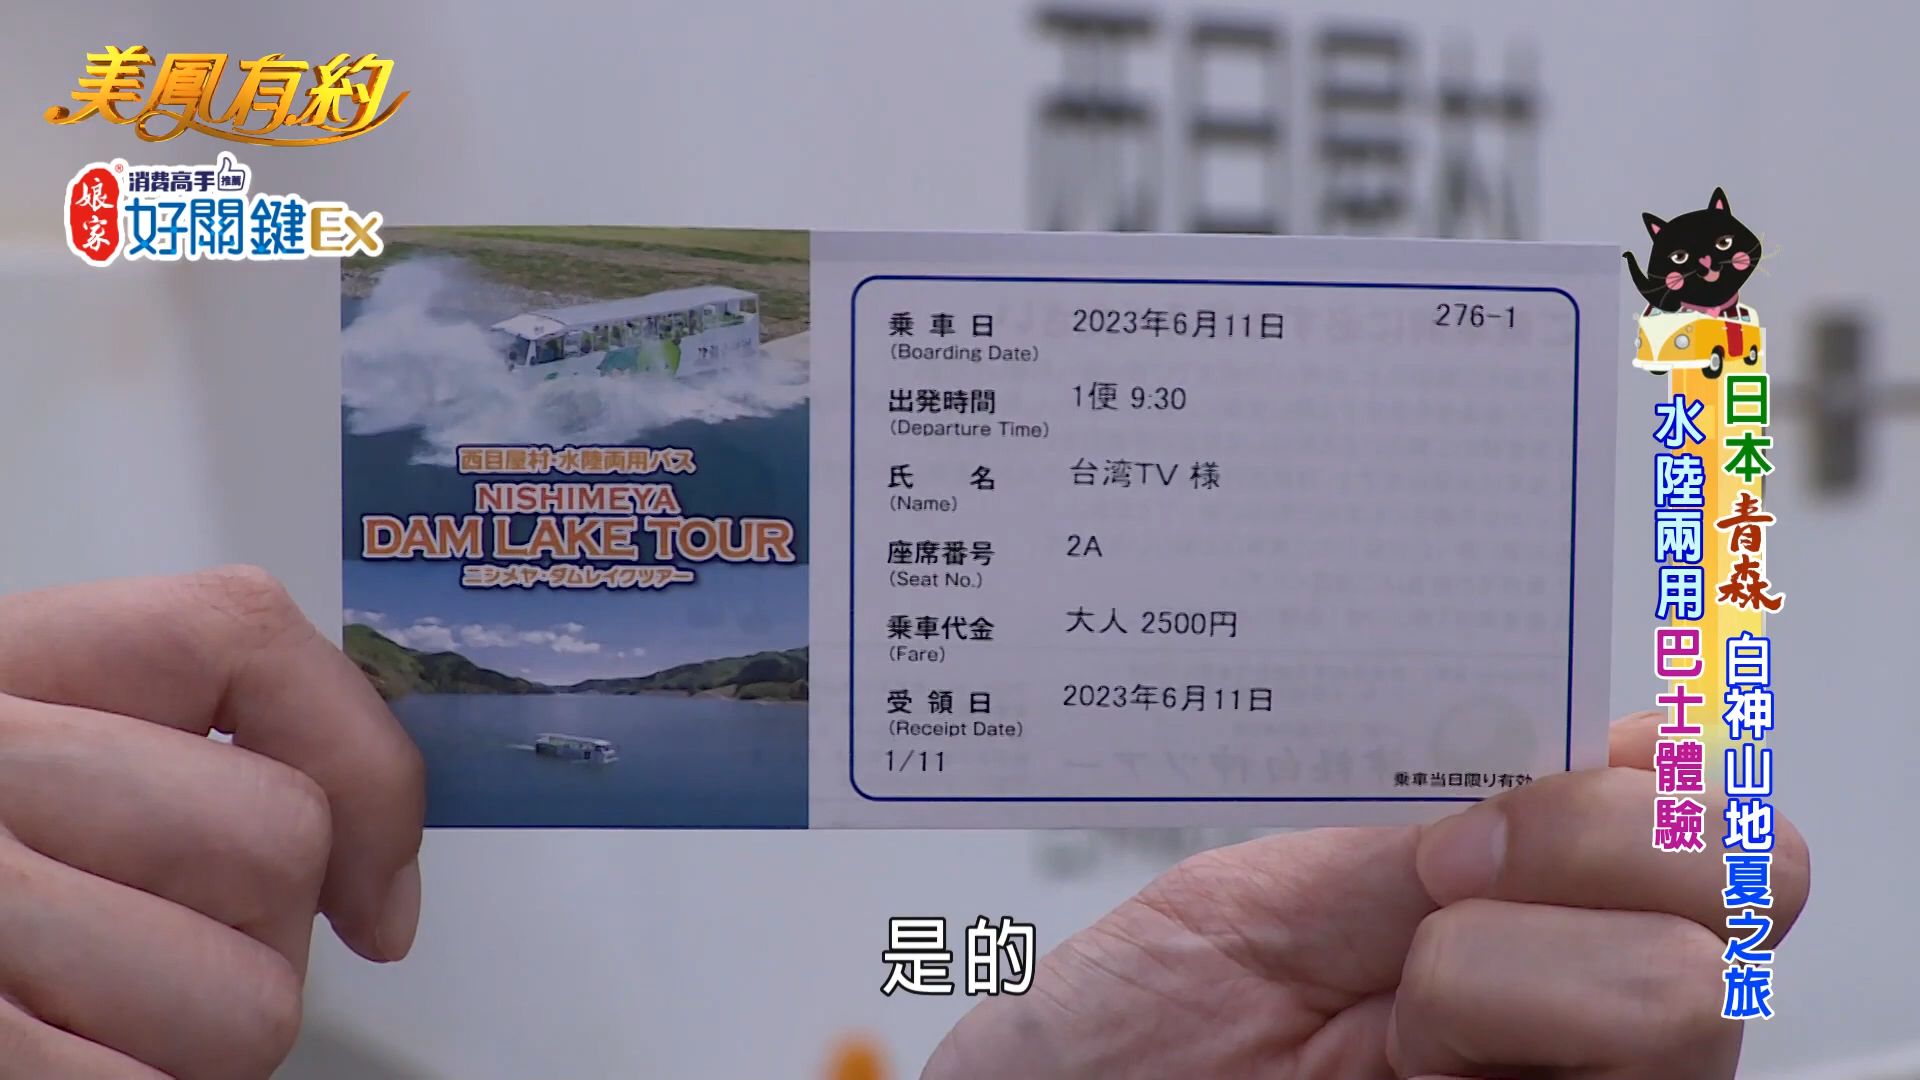 美鳳有約
娘家
消費高手 推薦
好關鍵Ex
西目屋村・水陸両用バス
NISHIMEYA
DAM LAKE TOUR
ニシメヤ・ダムレイクツアー
276-1
乗車日 2023年6月11日
(Boarding Date)
出発時間 1便 9:30
(Departure Time)
氏 名 台湾TV 様
(Name)
座席番号 2A
(Seat No.)
乗車代金 大人 2500円
(Fare)
受領日 2023年6月11日
(Receipt Date)
1/11
乗車当日限り有効
日本青森 白神山地夏之旅
水陸兩用巴士體驗
是的